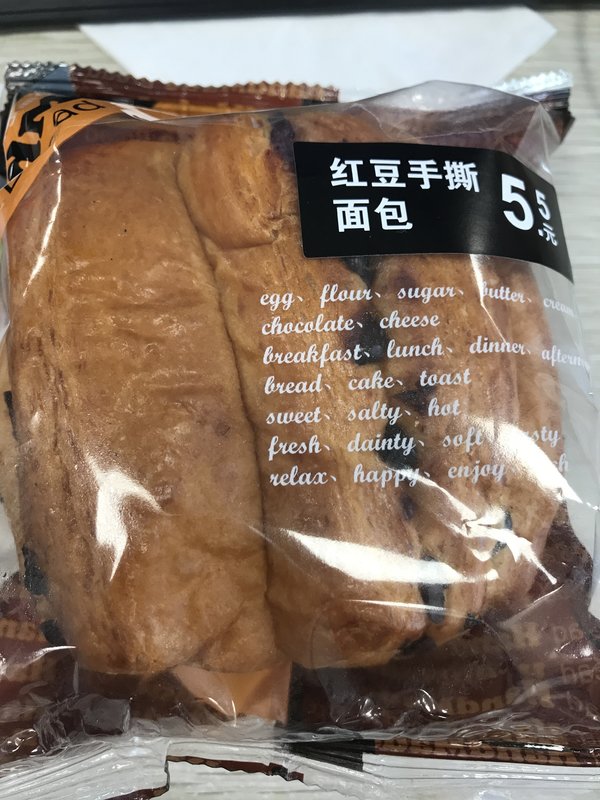 红豆手撕
面包
5.5元
egg、flour、sugar、butter、cream
chocolate、cheese
breakfast、lunch、dinner、
bread、cake、toast
sweet、salty、hot
fresh、dainty、soft
relax、happy、enjoy